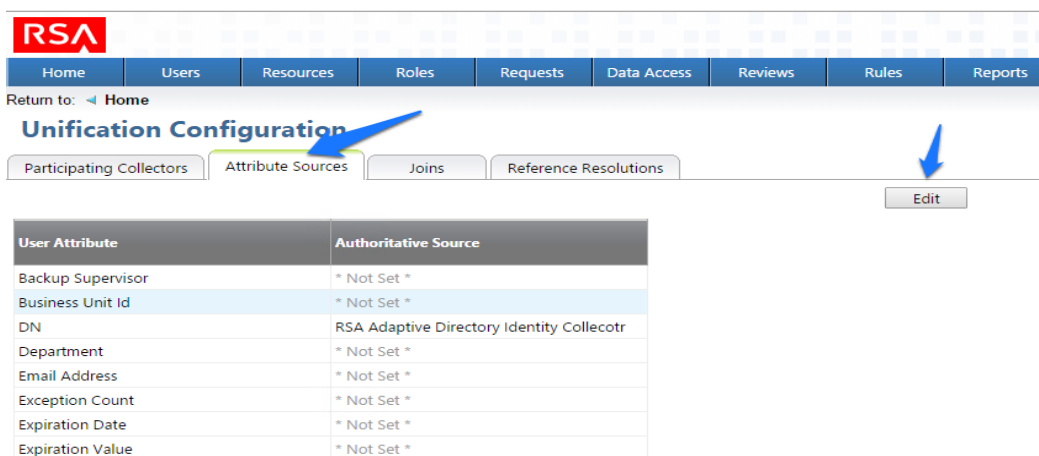 RSA
Home Users Resources Roles Requests Data Access Reviews Rules Reports
Return to: Home
Unification Configuration
Participating Collectors Attribute Sources Joins Reference Resolutions
Edit
User Attribute Authoritative Source
Backup Supervisor * Not Set *
Business Unit Id * Not Set *
DN RSA Adaptive Directory Identity Collecotr
Department * Not Set *
Email Address * Not Set *
Exception Count * Not Set *
Expiration Date * Not Set *
Expiration Value * Not Set *